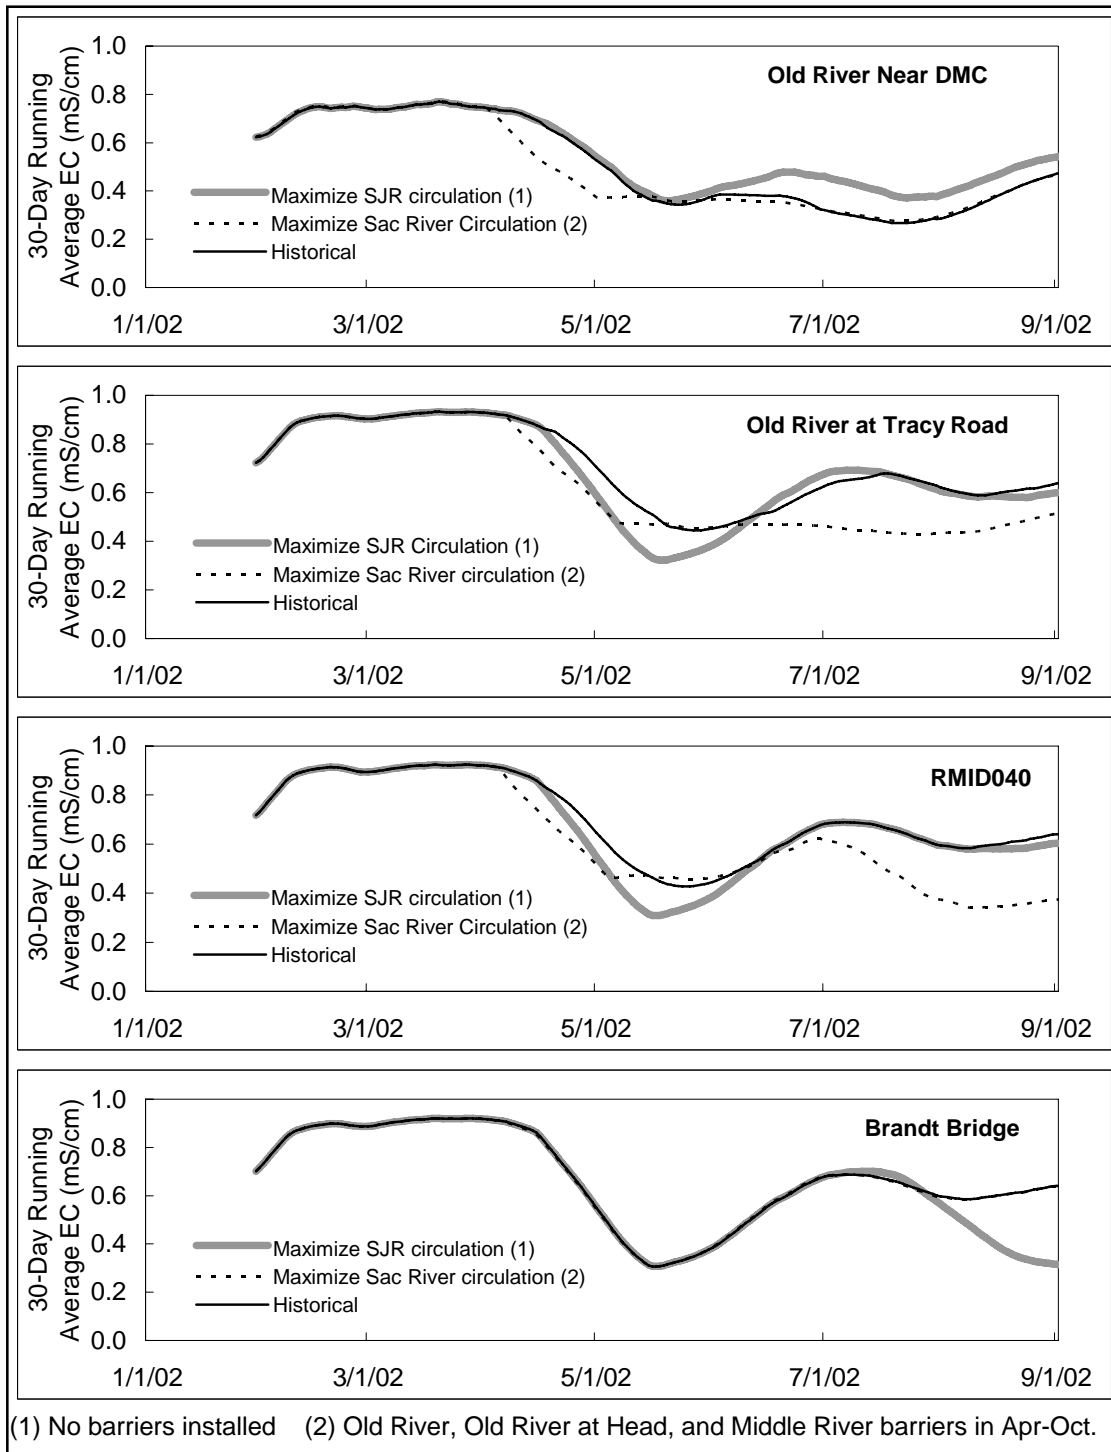 30-Day Running
Average EC (mS/cm)
1.0
0.8
0.6
0.4
0.2
0.0
Old River Near DMC
Maximize SJR circulation (1)
Maximize Sac River Circulation (2)
Historical
1/1/02 3/1/02 5/1/02 7/1/02 9/1/02
30-Day Running
Average EC (mS/cm)
1.0
0.8
0.6
0.4
0.2
0.0
Old River at Tracy Road
Maximize SJR Circulation (1)
Maximize Sac River circulation (2)
Historical
1/1/02 3/1/02 5/1/02 7/1/02 9/1/02
30-Day Running
Average EC (mS/cm)
1.0
0.8
0.6
0.4
0.2
0.0
RMID040
Maximize SJR circulation (1)
Maximize Sac River Circulation (2)
Historical
1/1/02 3/1/02 5/1/02 7/1/02 9/1/02
30-Day Running
Average EC (mS/cm)
1.0
0.8
0.6
0.4
0.2
0.0
Brandt Bridge
Maximize SJR circulation (1)
Maximize Sac River circulation (2)
Historical
1/1/02 3/1/02 5/1/02 7/1/02 9/1/02
(1) No barriers installed (2) Old River, Old River at Head, and Middle River barriers in Apr-Oct.